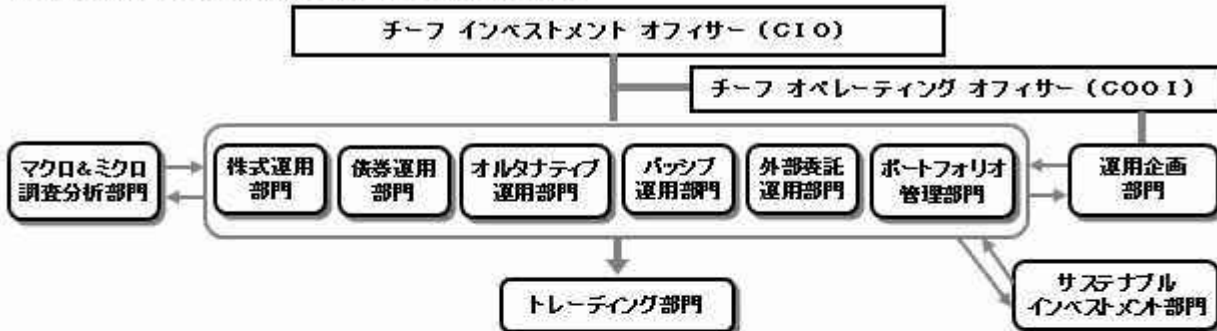 チーフ インベストメント オフィサー（CIO）
チーフ オペレーティング オフィサー（COOI）
マクロ&ミクロ
調査分析部門
株式運用
部門
債券運用
部門
オルタナティブ
運用部門
パッシブ
運用部門
外部委託
運用部門
ポートフォリオ
管理部門
運用企画
部門
トレーディング部門
サステナブル
インベストメント部門